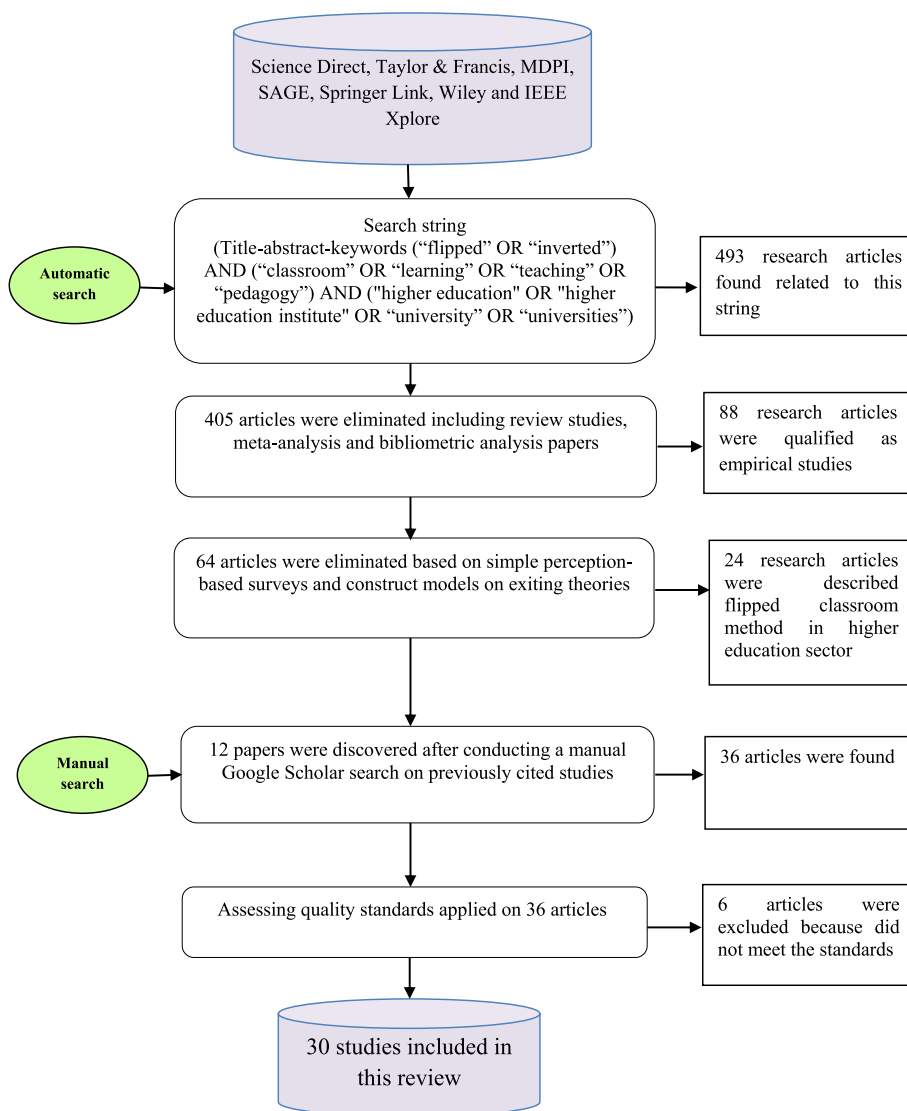 Science Direct, Taylor & Francis, MDPI,
SAGE, Springer Link, Wiley and IEEE
Xplore
Automatic
search
Search string
(Title-abstract-keywords (“flipped” OR “inverted”)
AND (“classroom” OR “learning” OR “teaching” OR
“pedagogy”) AND ("higher education" OR "higher
education institute" OR “university” OR “universities”)
493 research articles
found related to this
string
405 articles were eliminated including review studies,
meta-analysis and bibliometric analysis papers
88 research articles
were qualified as
empirical studies
64 articles were eliminated based on simple perception-
based surveys and construct models on exiting theories
24 research articles
were described
flipped classroom
method in higher
education sector
Manual
search
12 papers were discovered after conducting a manual
Google Scholar search on previously cited studies
36 articles were found
Assessing quality standards applied on 36 articles
6 articles were
excluded because did
not meet the standards
30 studies included in
this review